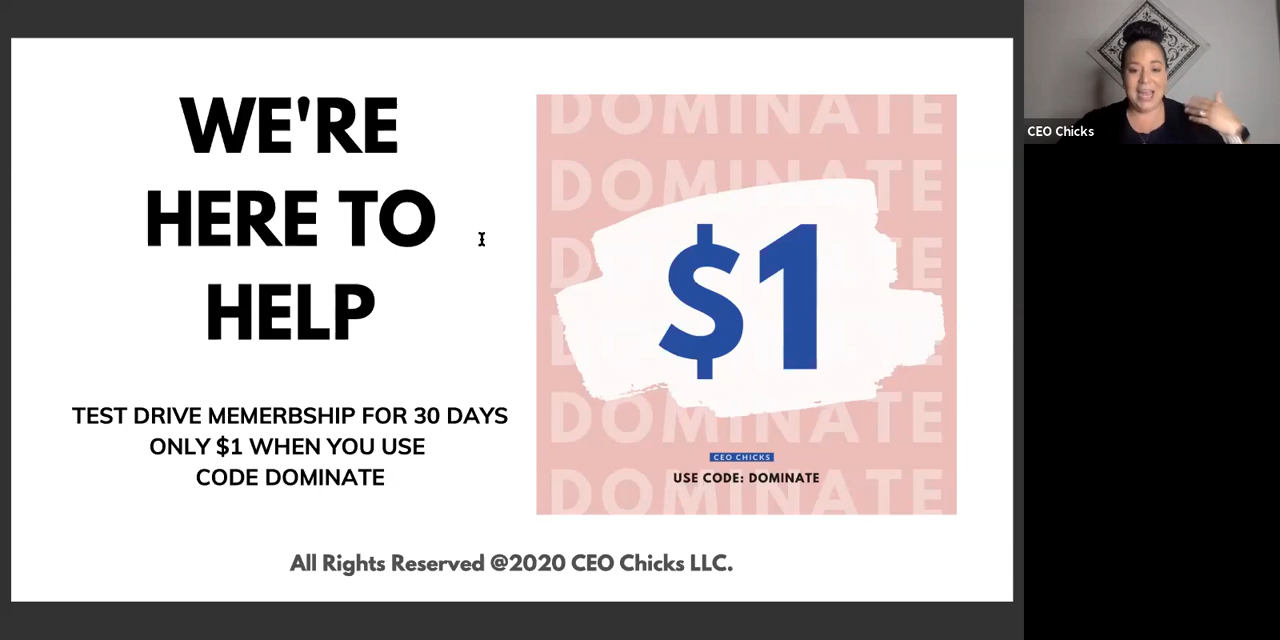 WE'RE
HERE TO
HELP
TEST DRIVE MEMERBSHIP FOR 30 DAYS
ONLY $1 WHEN YOU USE
CODE DOMINATE
DOMINATE
DOMINATE
$1
DOMINATE
DOMINATE
CEO CHICKS
USE CODE: DOMINATE
All Rights Reserved @2020 CEO Chicks LLC.
CEO Chicks